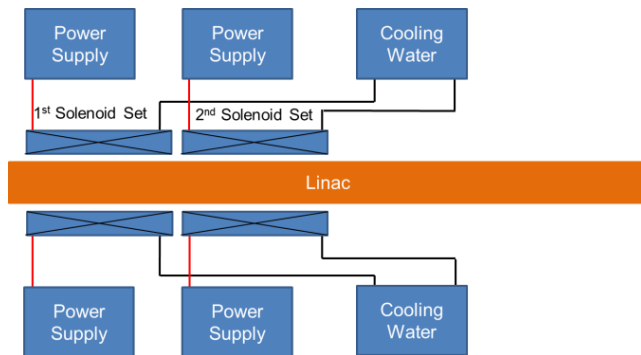 Power
Supply
Power
Supply
Cooling
Water
1st Solenoid Set
2nd Solenoid Set
Linac
Power
Supply
Power
Supply
Cooling
Water